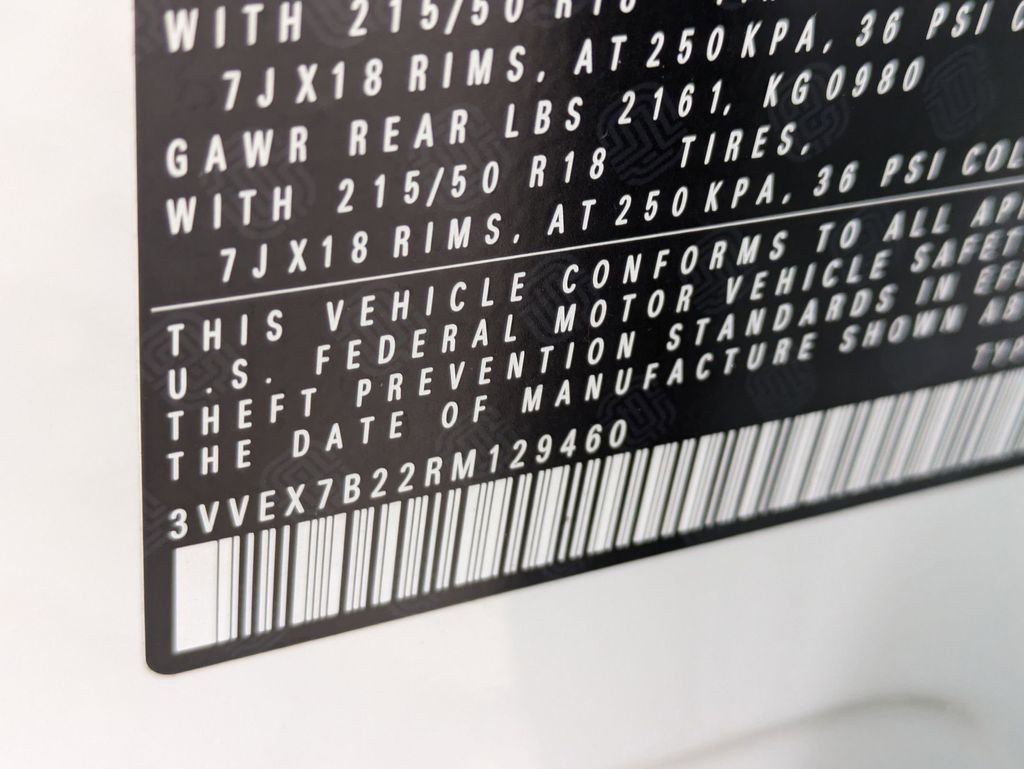 WITH 215/50 R18
7JX18 RIMS, AT 250 KPA, 36 PSI
GAWR REAR LBS 2161, KG 0980
WITH 215/50 R18 TIRES,
7JX18 RIMS, AT 250 KPA, 36 PSI
THIS VEHICLE CONFORMS TO ALL
U.S. FEDERAL MOTOR VEHICLE
THEFT PREVENTION STANDARDS IN
THE DATE OF MANUFACTURE SHOWN
3VVEX7B22RM129460